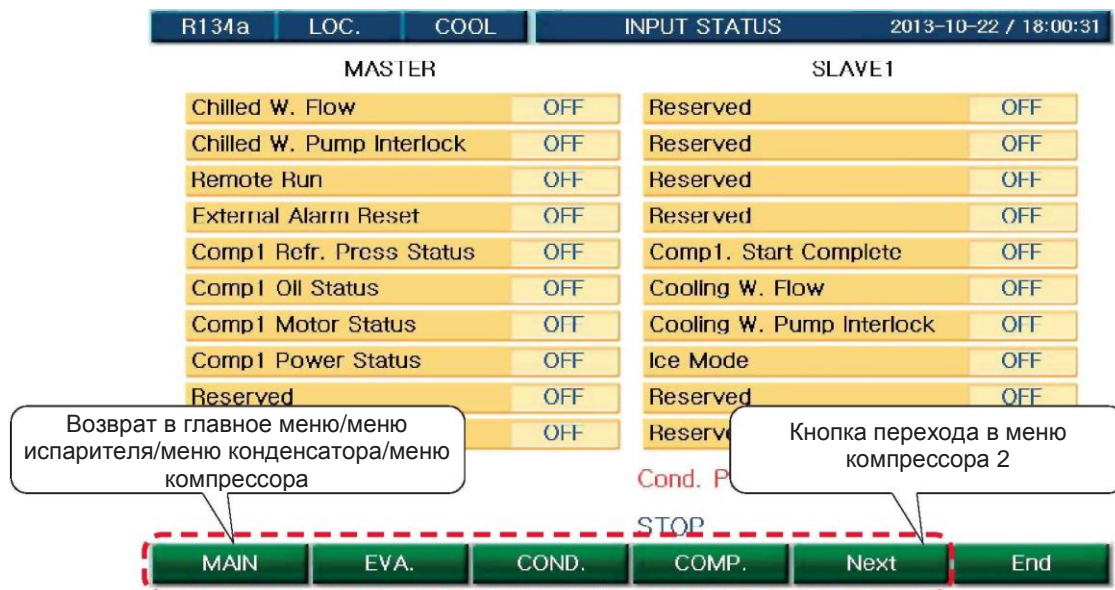 R134a LOC. COOL INPUT STATUS 2013-10-22 / 18:00:31
MASTER SLAVE1
Chilled W. Flow OFF Reserved OFF
Chilled W. Pump Interlock OFF Reserved OFF
Remote Run OFF Reserved OFF
External Alarm Reset OFF Reserved OFF
Comp1 Refr. Press Status OFF Comp1. Start Complete OFF
Comp1 Oil Status OFF Cooling W. Flow OFF
Comp1 Motor Status OFF Cooling W. Pump Interlock OFF
Comp1 Power Status OFF Ice Mode OFF
Reserved Reserved OFF
OFF
Возврат в главное меню/меню
испарителя/меню конденсатора/меню
компрессора
Кнопка перехода в меню
компрессора 2
Cond.
STOP
MAIN EVA. COND. COMP. Next End